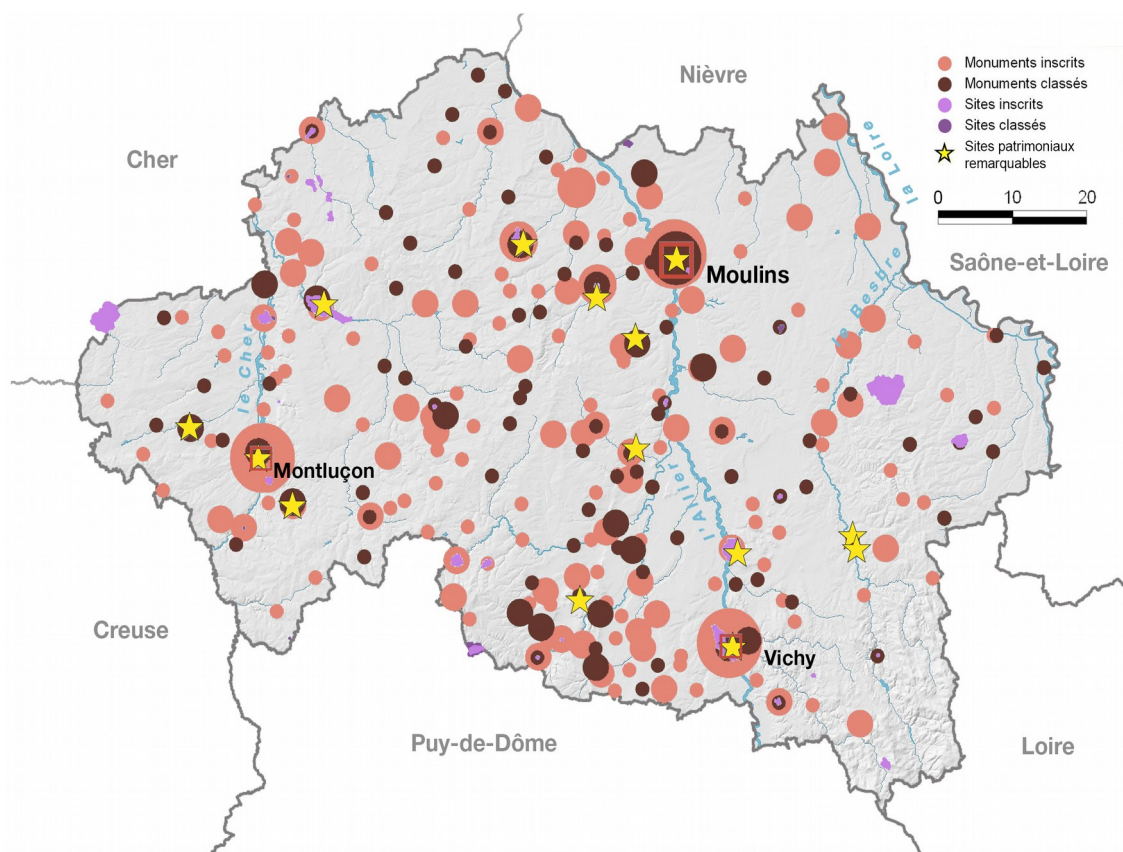 Nièvre
Monuments inscrits
Monuments classés
Sites inscrits
Sites classés
Sites patrimoniaux
remarquables
0 10 20
Cher
la Loire
Saône-et-Loire
Moulins
la Besbre
le Cher
Montluçon
l'Allier
Creuse
Vichy
Puy-de-Dôme
Loire